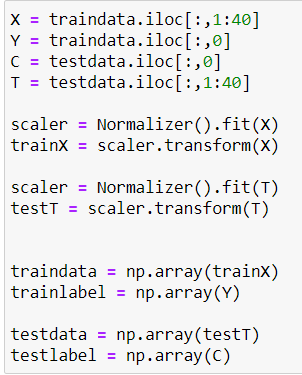 X = traindata.iloc[:,1:40]
Y = traindata.iloc[:,0]
C = testdata.iloc[:,0]
T = testdata.iloc[:,1:40]
scaler = Normalizer().fit(X)
trainX = scaler.transform(X)
scaler = Normalizer().fit(T)
testT = scaler.transform(T)
traindata = np.array(trainX)
trainlabel = np.array(Y)
testdata = np.array(testT)
testlabel = np.array(C)